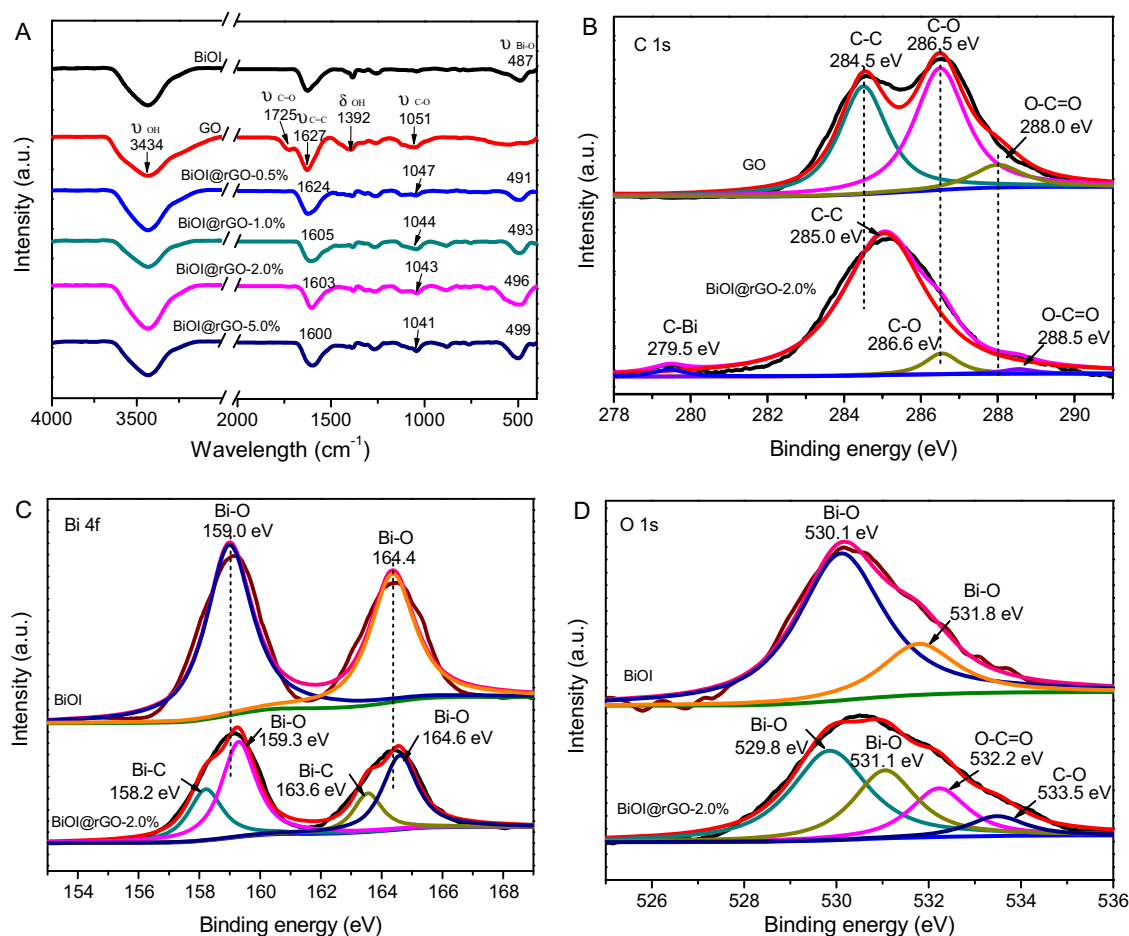 A
υ Bi-O
BiOI
487
υ C=O
1725
υ C=C
1627
δ OH
1392
υ C-O
1051
υ OH
3434
GO
BiOI@rGO-0.5%
1624
1047
491
BiOI@rGO-1.0%
1605
1044
493
BiOI@rGO-2.0%
1603
1043
496
BiOI@rGO-5.0%
1600
1041
499
4000 3500 2000 1500 1000 500
Wavelength (cm-1)
Intensity (a.u.)
B
C 1s
C-C
284.5 eV
C-O
286.5 eV
O-C=O
288.0 eV
GO
C-C
285.0 eV
BiOI@rGO-2.0%
C-Bi
279.5 eV
C-O
286.6 eV
O-C=O
288.5 eV
278 280 282 284 286 288 290
Binding energy (eV)
Intensity (a.u.)
C
Bi 4f
Bi-O
159.0 eV
Bi-O
164.4
BiOI
Bi-O
159.3 eV
Bi-O
164.6 eV
Bi-C
158.2 eV
Bi-C
163.6 eV
BiOI@rGO-2.0%
154 156 158 160 162 164 166 168
Binding energy (eV)
Intensity (a.u.)
D
O 1s
Bi-O
530.1 eV
Bi-O
531.8 eV
BiOI
Bi-O
529.8 eV
Bi-O
531.1 eV
O-C=O
532.2 eV
C-O
533.5 eV
BiOI@rGO-2.0%
526 528 530 532 534 536
Binding energy (eV)
Intensity (a.u.)